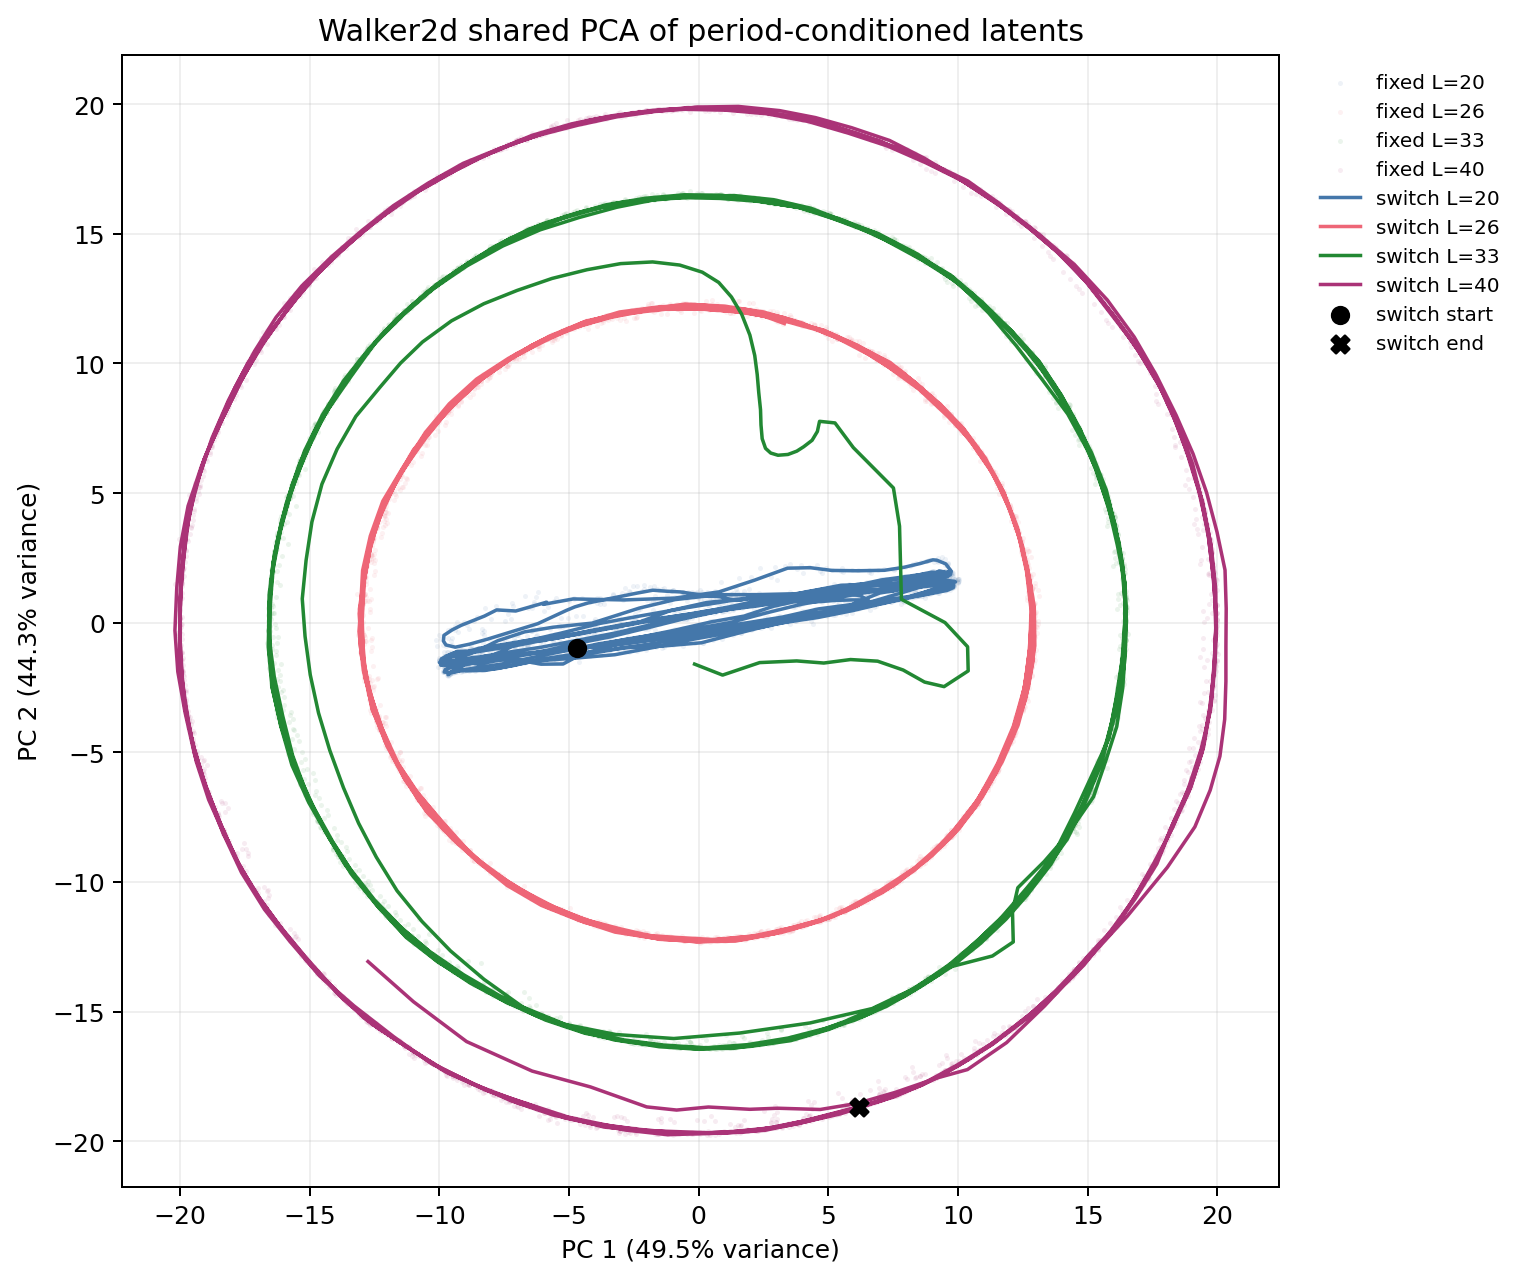 Walker2d shared PCA of period-conditioned latents
fixed L=20
fixed L=26
fixed L=33
fixed L=40
switch L=20
switch L=26
switch L=33
switch L=40
switch start
switch end
PC 2 (44.3% variance)
20
15
10
5
0
−5
−10
−15
−20
−20
−15
−10
−5
0
5
10
15
20
PC 1 (49.5% variance)